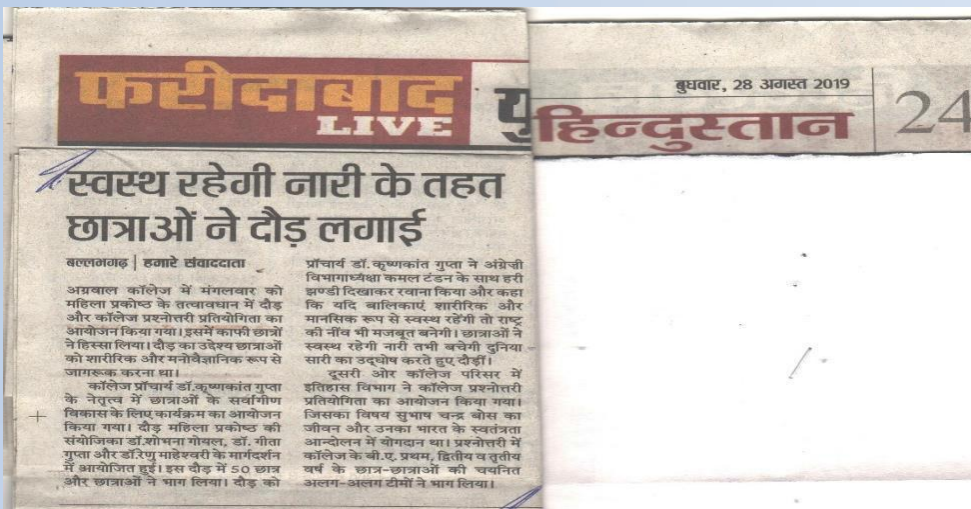 फरीदाबाद
LIVE
बुधवार, 28 अगस्त 2019
हिन्दुस्तान
24
स्वस्थ रहेगी नारी के तहत
छात्राओं ने दौड़ लगाई
बल्लभगढ़ | हमारे संवाददाता
अग्रवाल कॉलेज में मंगलवार को
महिला प्रकोष्ठ के तत्वावधान में दौड़
और कॉलेज प्रश्नोत्तरी प्रतियोगिता का
आयोजन किया गया। इसमें काफी छात्रों
ने हिस्सा लिया। दौड़ का उद्देश्य छात्राओं
को शारीरिक और मनोवैज्ञानिक रूप से
जागरूक करना था।
कॉलेज प्रॉचार्य डॉ.कृष्णकांत गुप्ता
के नेतृत्व में छात्राओं के सर्वांगीण
विकास के लिए कार्यक्रम का आयोजन
किया गया। दौड़ महिला प्रकोष्ठ की
संयोजिका डॉ.शोभना गोयल, डॉ. गीता
गुप्ता और डॉ.रेणु माहेश्वरी के मार्गदर्शन
में आयोजित हुई। इस दौड़ में 50 छात्र
और छात्राओं ने भाग लिया। दौड़ को
प्रॉचार्य डॉ.कृष्णकांत गुप्ता ने अंग्रेजी
विभागाध्यक्षा कमल टंडन के साथ हरी
झण्डी दिखाकर रवाना किया और कहा
कि यदि बालिकाएं शारीरिक और
मानसिक रूप से स्वस्थ रहेंगी तो राष्ट्र
की नींव भी मजबूत बनेगी। छात्राओं ने
स्वस्थ रहेगी नारी तभी बचेगी दुनिया
सारी का उद्घोष करते हुए दौड़ीं।
दूसरी ओर कॉलेज परिसर में
इतिहास विभाग ने कॉलेज प्रश्नोत्तरी
प्रतियोगिता का आयोजन किया गया।
जिसका विषय सुभाष चन्द्र बोस का
जीवन और उनका भारत के स्वतंत्रता
आन्दोलन में योगदान था। प्रश्नोत्तरी में
कॉलेज के बी.ए. प्रथम, द्वितीय व तृतीय
वर्ष के छात्र-छात्राओं की चयनित
अलग-अलग टीमों ने भाग लिया।